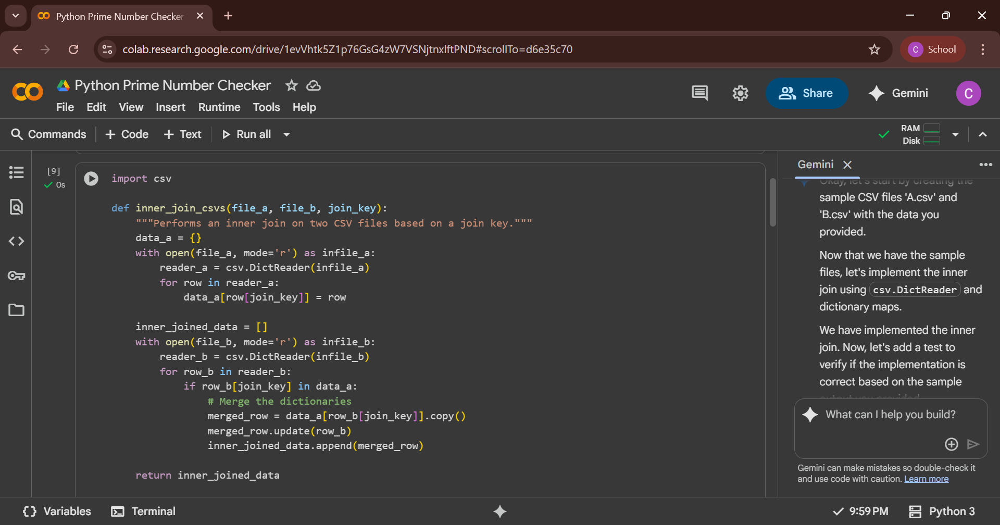 Python Prime Number Checker
colab.research.google.com/drive/1evVhtk5Z1p76GsG4zW7VSNjtnxlftPND#scrollTo=d6e35c70
C School
Python Prime Number Checker
File Edit View Insert Runtime Tools Help
Share
Gemini
C
Commands + Code + Text Run all
RAM
Disk
[9]
0s
import csv
def inner_join_csvs(file_a, file_b, join_key):
    """Performs an inner join on two CSV files based on a join key."""
    data_a = {}
    with open(file_a, mode='r') as infile_a:
        reader_a = csv.DictReader(infile_a)
        for row in reader_a:
            data_a[row[join_key]] = row
    inner_joined_data = []
    with open(file_b, mode='r') as infile_b:
        reader_b = csv.DictReader(infile_b)
        for row_b in reader_b:
            if row_b[join_key] in data_a:
                # Merge the dictionaries
                merged_row = data_a[row_b[join_key]].copy()
                merged_row.update(row_b)
                inner_joined_data.append(merged_row)
    return inner_joined_data
Gemini
Okay, let's start by creating the
sample CSV files 'A.csv' and
'B.csv' with the data you
provided.
Now that we have the sample
files, let's implement the inner
join using csv.DictReader and
dictionary maps.
We have implemented the inner
join. Now, let's add a test to
verify if the implementation is
correct based on the sample
output you provided
What can I help you build?
Gemini can make mistakes so double-check it
and use code with caution. Learn more
{} Variables
Terminal
9:59 PM
Python 3